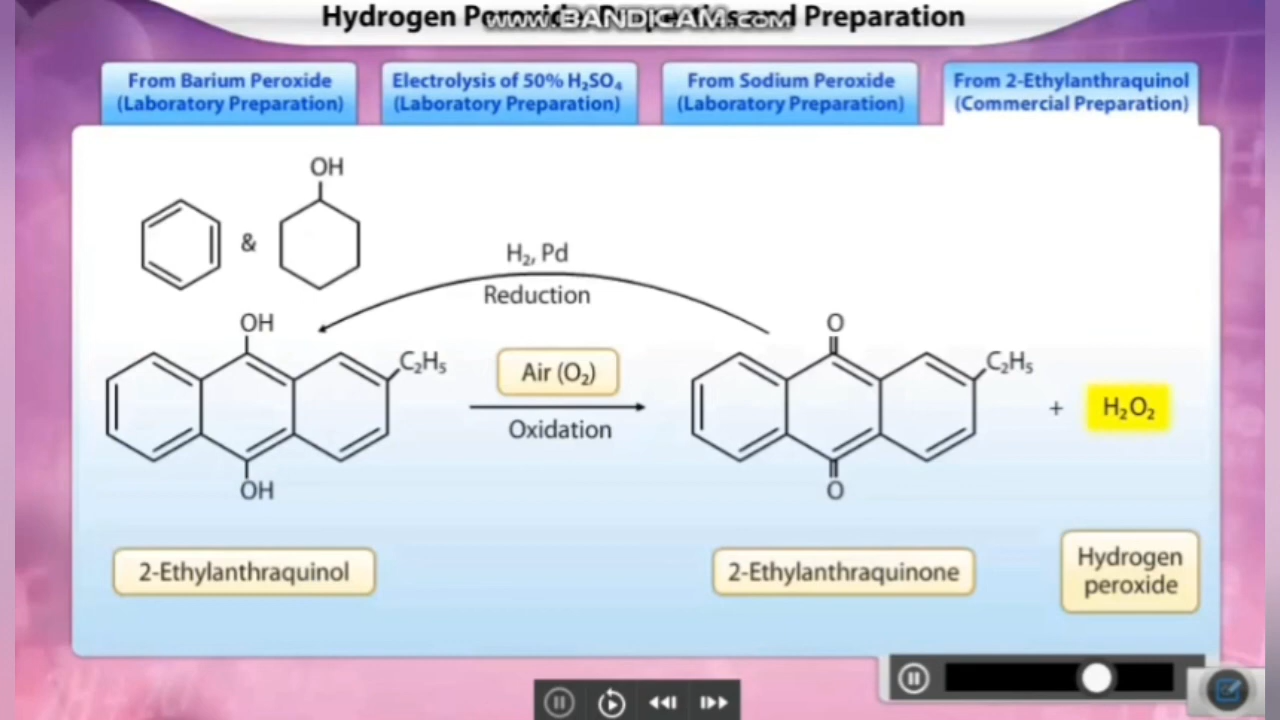 Hydrogen Peroxide: Properties and Preparation
www.BANDICAM.com
From Barium Peroxide
(Laboratory Preparation)
Electrolysis of 50% H₂SO₄
(Laboratory Preparation)
From Sodium Peroxide
(Laboratory Preparation)
From 2-Ethylanthraquinol
(Commercial Preparation)
OH
&
H₂, Pd
Reduction
OH
C₂H₅
Air (O₂)
Oxidation
OH
O
C₂H₅
+ H₂O₂
O
2-Ethylanthraquinol
2-Ethylanthraquinone
Hydrogen
peroxide